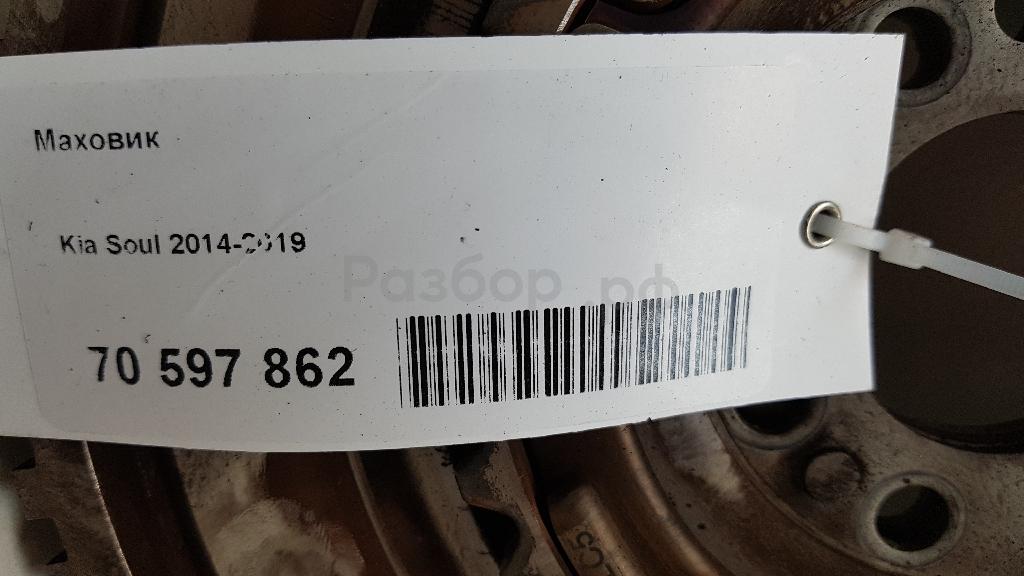 Маховик
Kia Soul 2014-2019
Разбор.рф
70 597 862